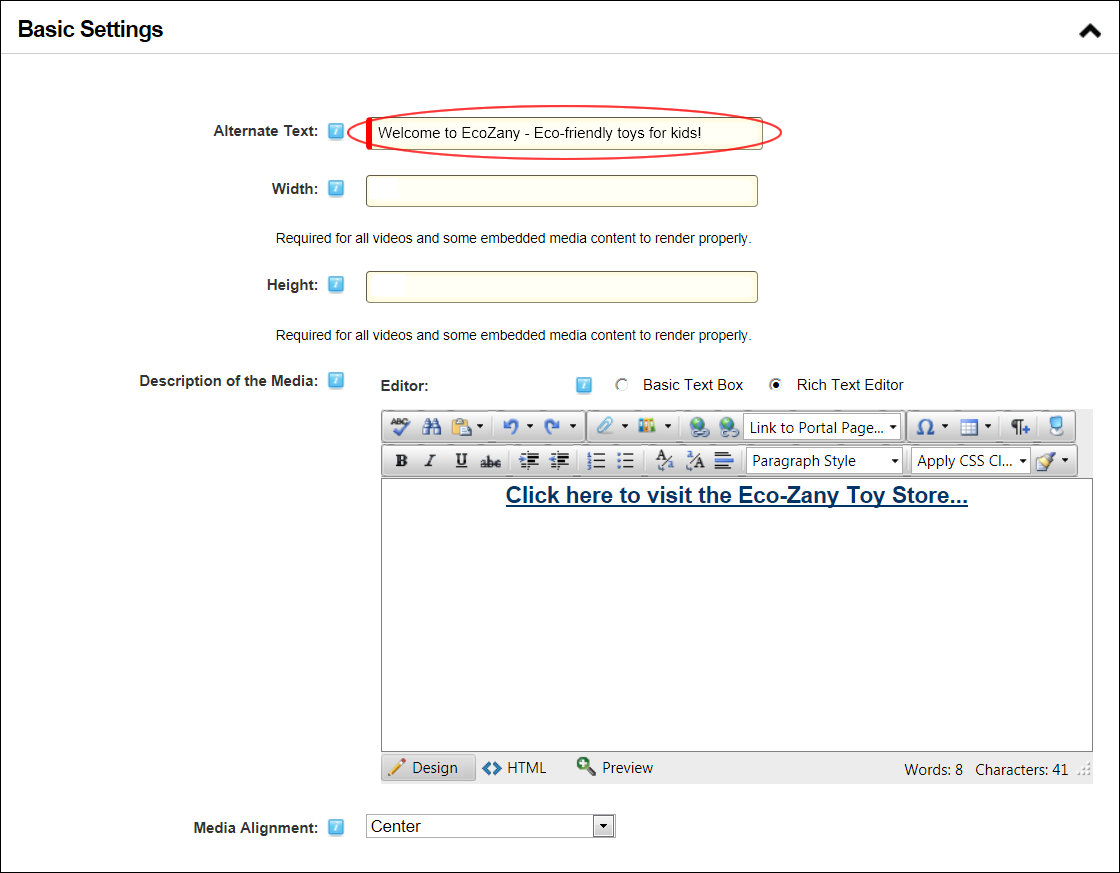 Basic Settings
Alternate Text: Welcome to EcoZany - Eco-friendly toys for kids!
Width:
Required for all videos and some embedded media content to render properly.
Height:
Required for all videos and some embedded media content to render properly.
Description of the Media: Editor: Basic Text Box Rich Text Editor
ABC Link to Portal Page... Ω
B I U abc Paragraph Style Apply CSS Cl...
Click here to visit the Eco-Zany Toy Store...
Design HTML Preview Words: 8 Characters: 41
Media Alignment: Center